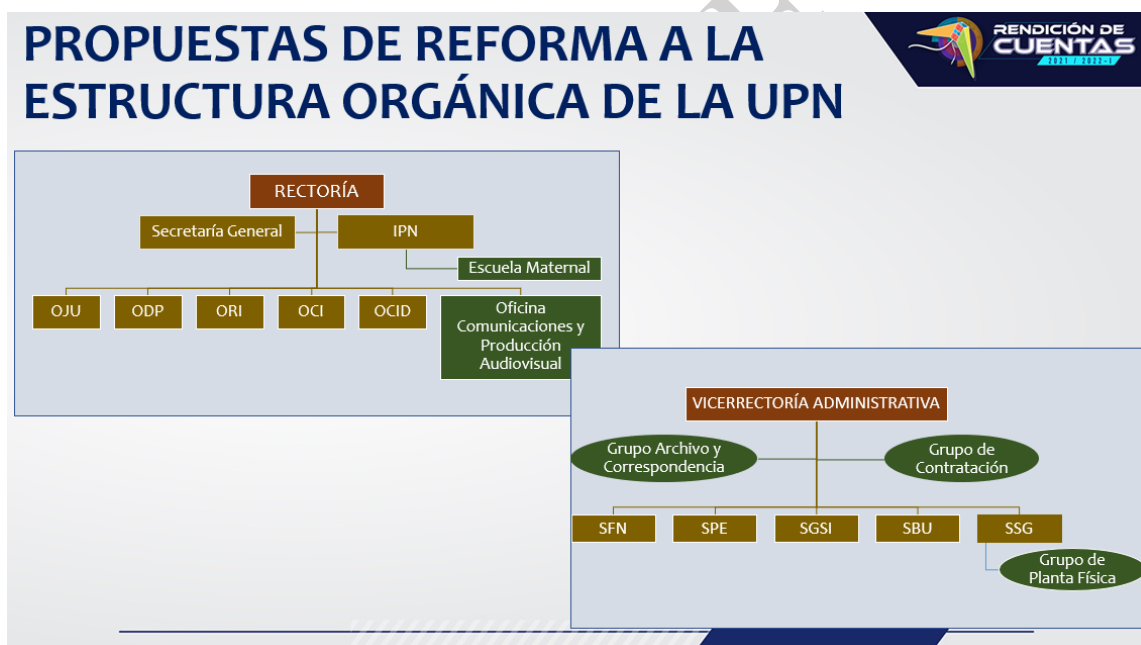 PROPUESTAS DE REFORMA A LA
ESTRUCTURA ORGÁNICA DE LA UPN
RENDICIÓN DE
CUENTAS
2021 / 2022-I
RECTORÍA
Secretaría General
IPN
Escuela Maternal
OJU
ODP
ORI
OCI
OCID
Oficina
Comunicaciones y
Producción
Audiovisual
VICERRECTORÍA ADMINISTRATIVA
Grupo Archivo y
Correspondencia
Grupo de
Contratación
SFN
SPE
SGSI
SBU
SSG
Grupo de
Planta Física